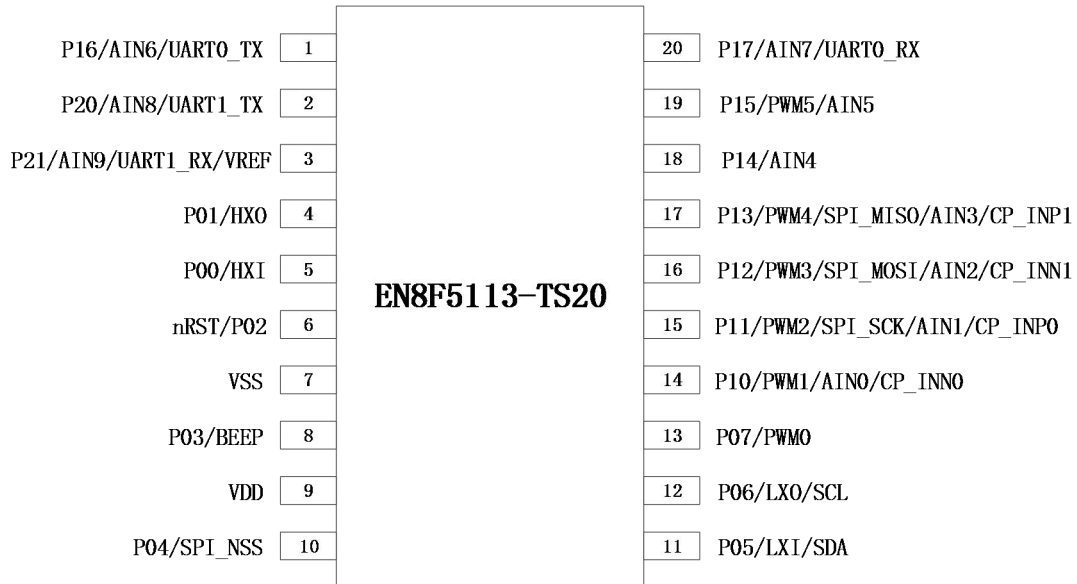 P16/AIN6/UART0_TX 1 20 P17/AIN7/UART0_RX
P20/AIN8/UART1_TX 2 19 P15/PWM5/AIN5
P21/AIN9/UART1_RX/VREF 3 18 P14/AIN4
P01/HXO 4 17 P13/PWM4/SPI_MISO/AIN3/CP_INP1
P00/HXI 5 16 P12/PWM3/SPI_MOSI/AIN2/CP_INN1
EN8F5113-TS20
nRST/P02 6 15 P11/PWM2/SPI_SCK/AIN1/CP_INP0
VSS 7 14 P10/PWM1/AIN0/CP_INN0
P03/BEEP 8 13 P07/PWM0
VDD 9 12 P06/LXO/SCL
P04/SPI_NSS 10 11 P05/LXI/SDA